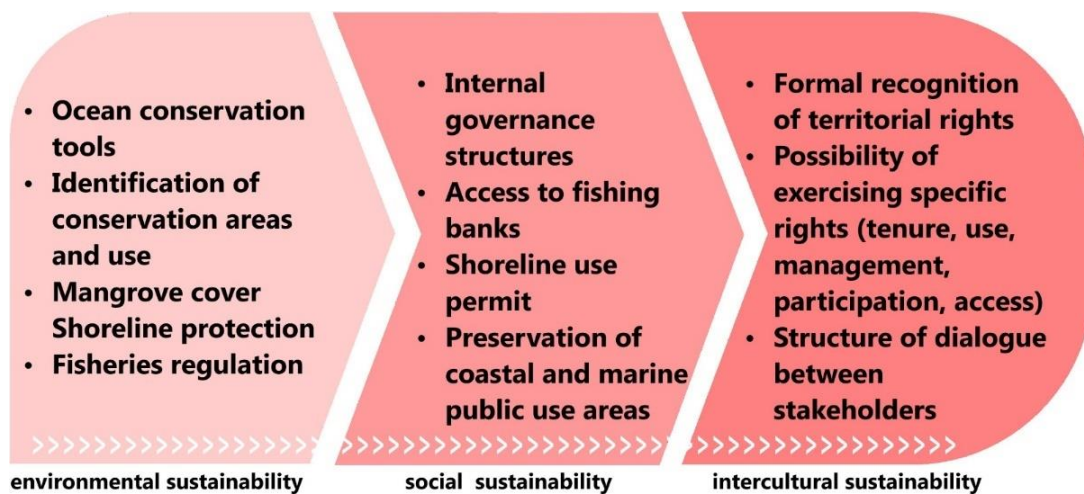 • Ocean conservation
tools
• Identification of
conservation areas
and use
• Mangrove cover
Shoreline protection
• Fisheries regulation
environmental sustainability
• Internal
governance
structures
• Access to fishing
banks
• Shoreline use
permit
• Preservation of
coastal and marine
public use areas
social sustainability
• Formal recognition
of territorial rights
• Possibility of
exercising specific
rights (tenure, use,
management,
participation, access)
• Structure of dialogue
between
stakeholders
intercultural sustainability